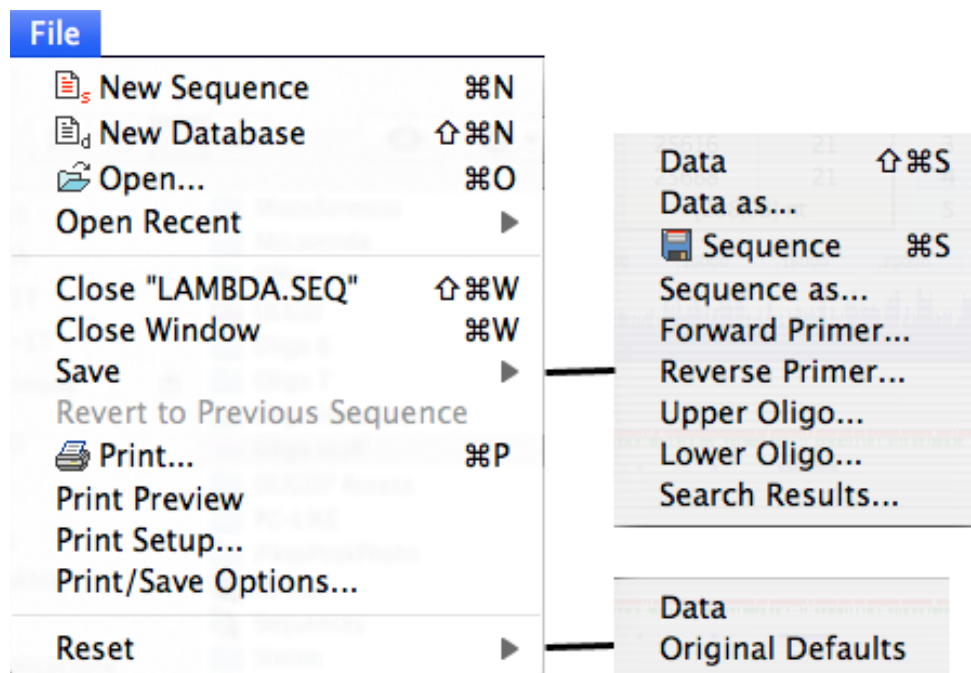 File
New Sequence ⌘N
New Database ⇧⌘N
Open... ⌘O
Open Recent ▶
Close "LAMBDA.SEQ" ⇧⌘W
Close Window ⌘W
Save ▶
Revert to Previous Sequence
Print... ⌘P
Print Preview
Print Setup...
Print/Save Options...
Reset ▶
Data ⇧⌘S
Data as...
Sequence ⌘S
Sequence as...
Forward Primer...
Reverse Primer...
Upper Oligo...
Lower Oligo...
Search Results...
Data
Original Defaults